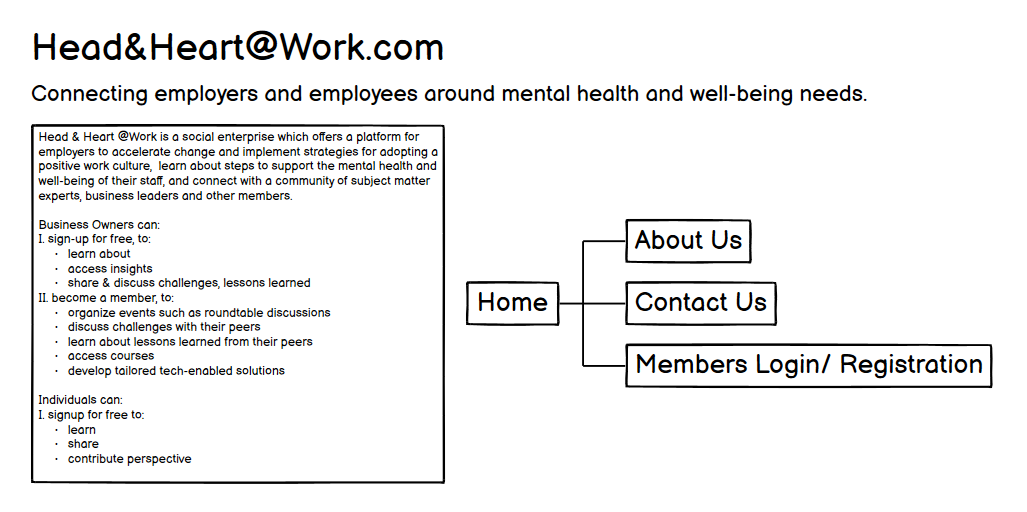 Head&Heart@Work.com
Connecting employers and employees around mental health and well-being needs.
Head & Heart @Work is a social enterprise which offers a platform for
employers to accelerate change and implement strategies for adopting a
positive work culture, learn about steps to support the mental health and
well-being of their staff, and connect with a community of subject matter
experts, business leaders and other members.
Business Owners can:
I. sign-up for free, to:
• learn about
• access insights
• share & discuss challenges, lessons learned
II. become a member, to:
• organize events such as roundtable discussions
• discuss challenges with their peers
• learn about lessons learned from their peers
• access courses
• develop tailored tech-enabled solutions
Individuals can:
I. signup for free to:
• learn
• share
• contribute perspective
Home
About Us
Contact Us
Members Login/ Registration